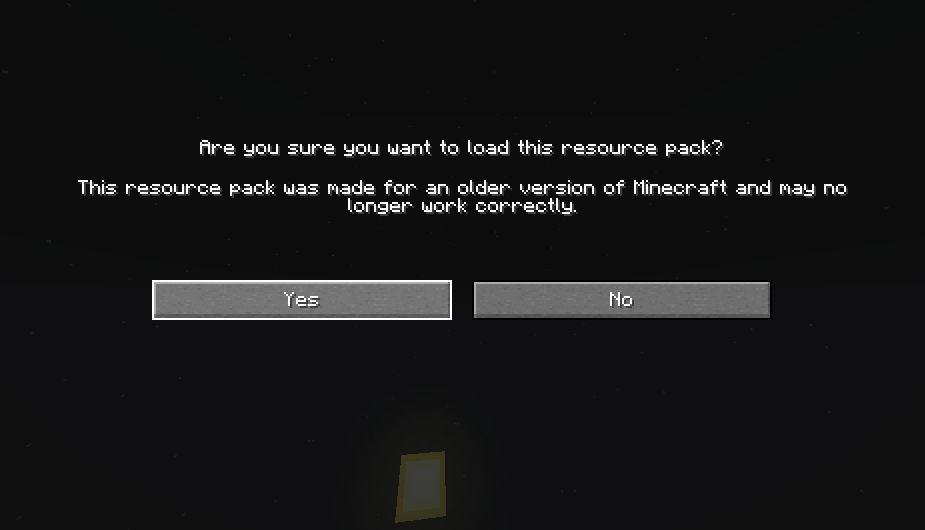 Are you sure you want to load this resource pack?
This resource pack was made for an older version of Minecraft and may no
longer work correctly.
Yes
No